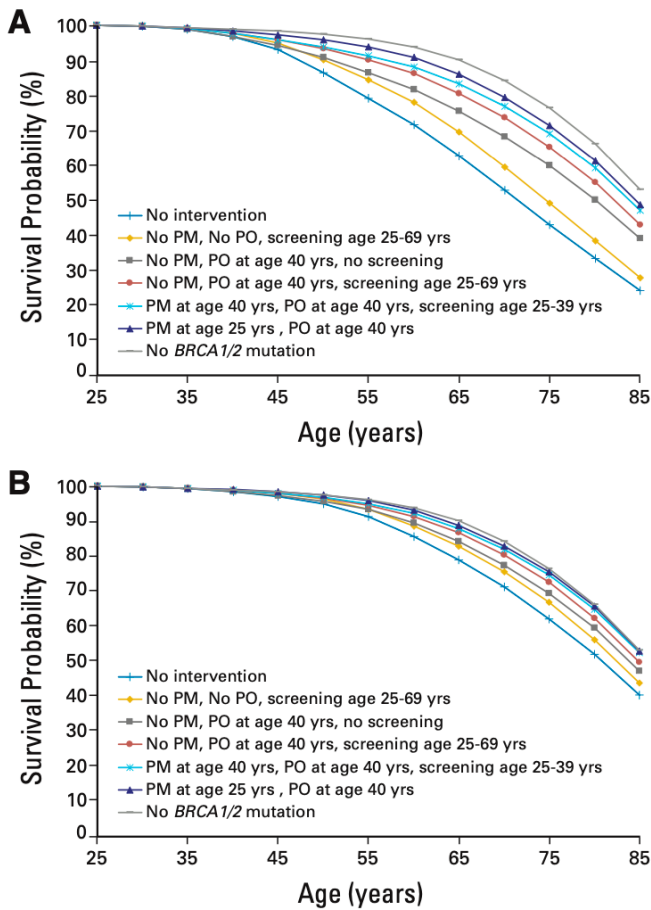 A
100
90
80
70
60
50
40
30
20
10
0
Survival Probability (%)
No intervention
No PM, No PO, screening age 25-69 yrs
No PM, PO at age 40 yrs, no screening
No PM, PO at age 40 yrs, screening age 25-69 yrs
PM at age 40 yrs, PO at age 40 yrs, screening age 25-39 yrs
PM at age 25 yrs , PO at age 40 yrs
No BRCA1/2 mutation
25 35 45 55 65 75 85
Age (years)
B
100
90
80
70
60
50
40
30
20
10
0
Survival Probability (%)
No intervention
No PM, No PO, screening age 25-69 yrs
No PM, PO at age 40 yrs, no screening
No PM, PO at age 40 yrs, screening age 25-69 yrs
PM at age 40 yrs, PO at age 40 yrs, screening age 25-39 yrs
PM at age 25 yrs , PO at age 40 yrs
No BRCA1/2 mutation
25 35 45 55 65 75 85
Age (years)